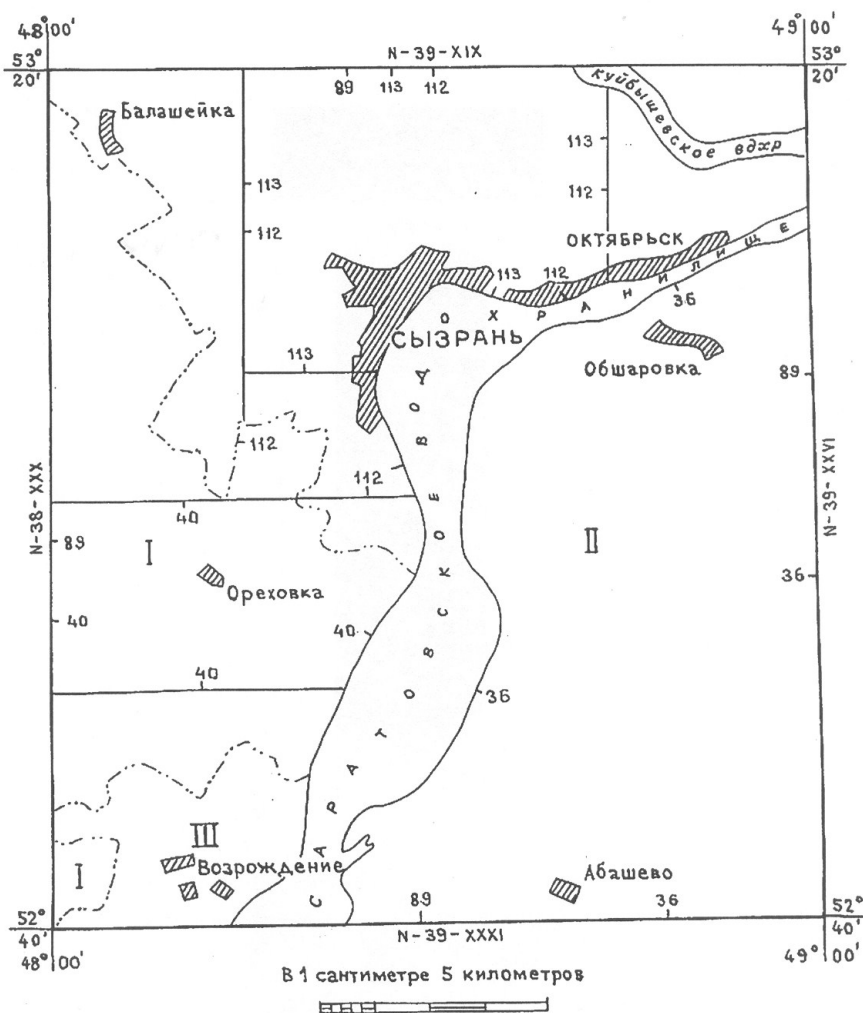 48° 00′
49° 00′
53° 20′
N-39-XIX
53° 20′
89 113 112
Балашейка
КУЙБЫШЕВСКОЕ ВДХР
113
113
112
112
ОКТЯБРЬСК
113
112
36
СЫЗРАНЬ
Обшаровка
113
89
112
112
40
N-38-XXX
N-39-XXVI
89
I
II
Ореховка
36
40
40
40
36
САРАТОВСКОЕ ВОДОХРАНИЛИЩЕ
III
I
Возрождение
Абашево
89
36
52° 40′
N-39-XXXI
52° 40′
48° 00′
49° 00′
В 1 сантиметре 5 километров